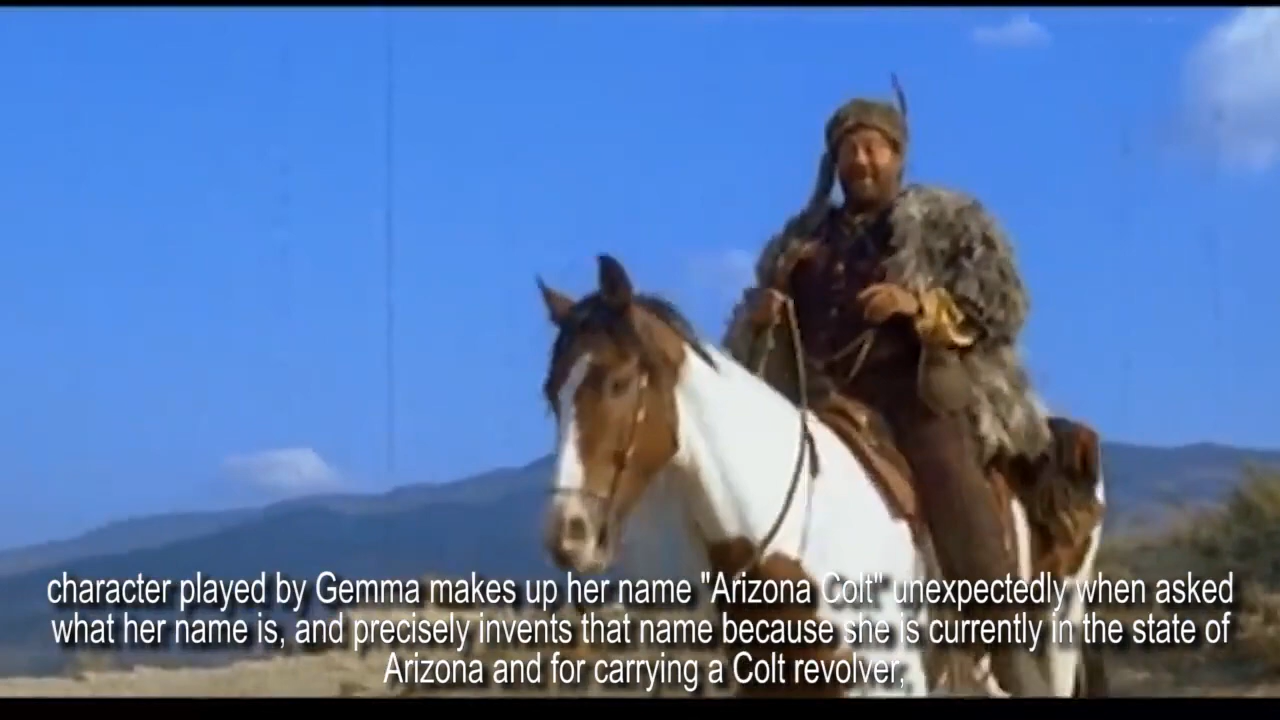 character played by Gemma makes up her name "Arizona Colt" unexpectedly when asked
what her name is, and precisely invents that name because she is currently in the state of
Arizona and for carrying a Colt revolver,